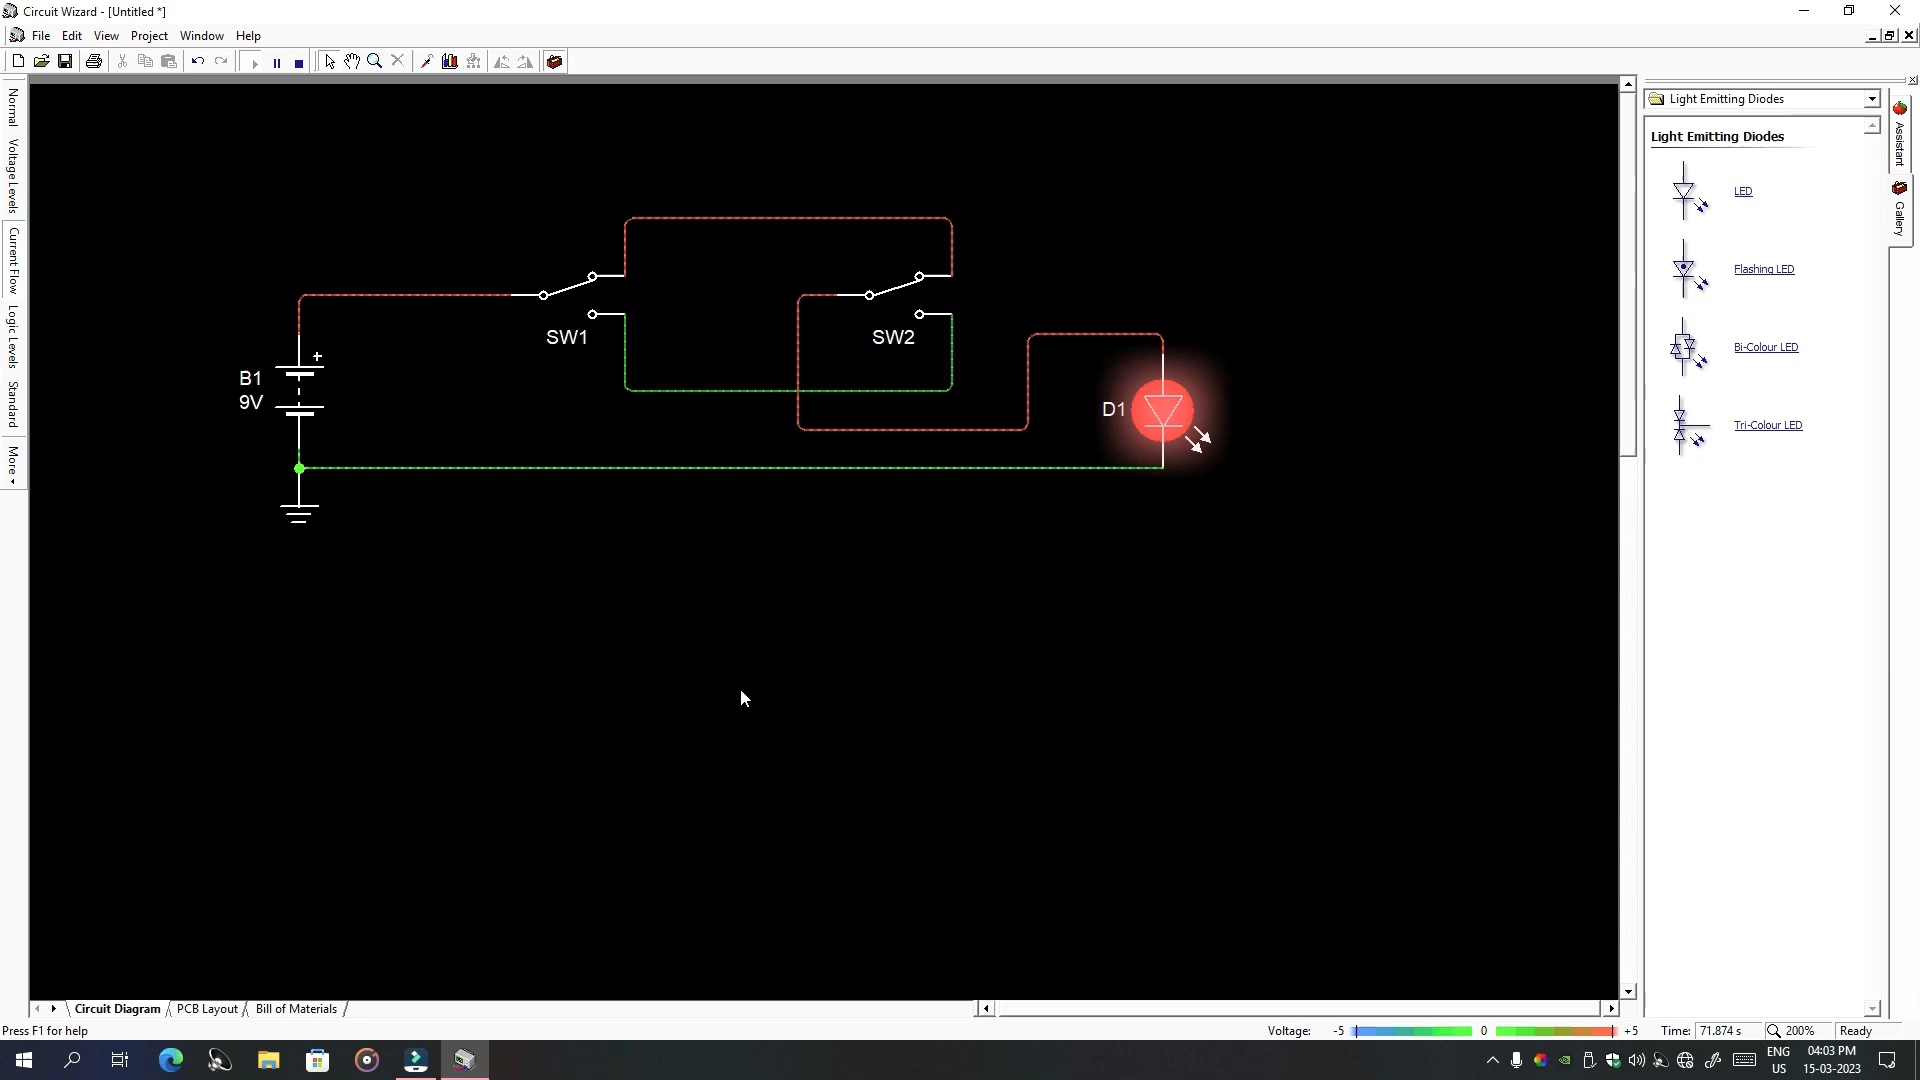 Circuit Wizard - [Untitled *]
File Edit View Project Window Help
Normal
Voltage Levels
Current Flow
Logic Levels
Standard
More
Light Emitting Diodes
Light Emitting Diodes
LED
Flashing LED
Bi-Colour LED
Tri-Colour LED
Assistant
Gallery
SW1
SW2
+
B1
9V
D1
Circuit Diagram PCB Layout Bill of Materials
Press F1 for help
Voltage: -5 0 +5 Time: 71.874 s 200% Ready
ENG
US
04:03 PM
15-03-2023